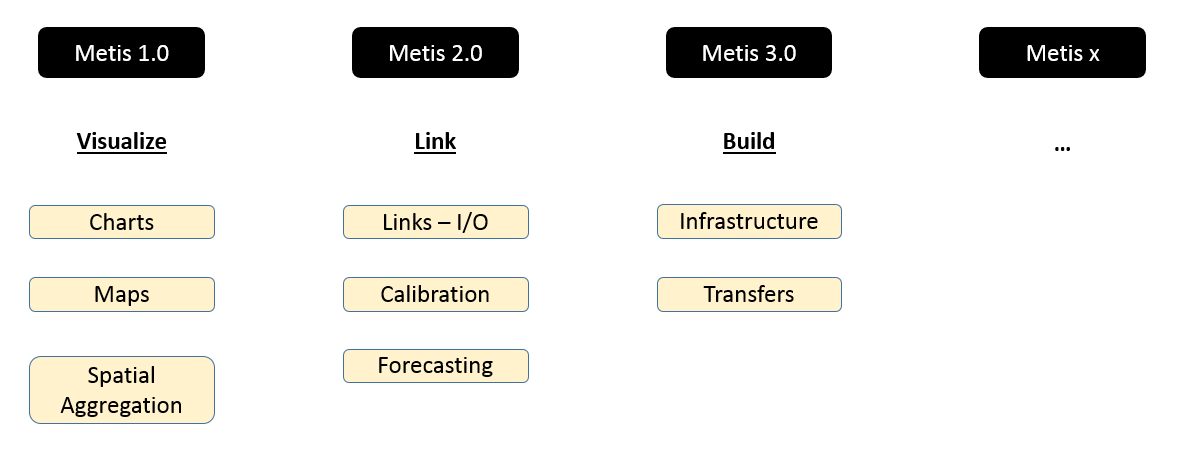 Metis 1.0
Metis 2.0
Metis 3.0
Metis x
Visualize
Link
Build
...
Charts
Links – I/O
Infrastructure
Maps
Calibration
Transfers
Spatial
Aggregation
Forecasting